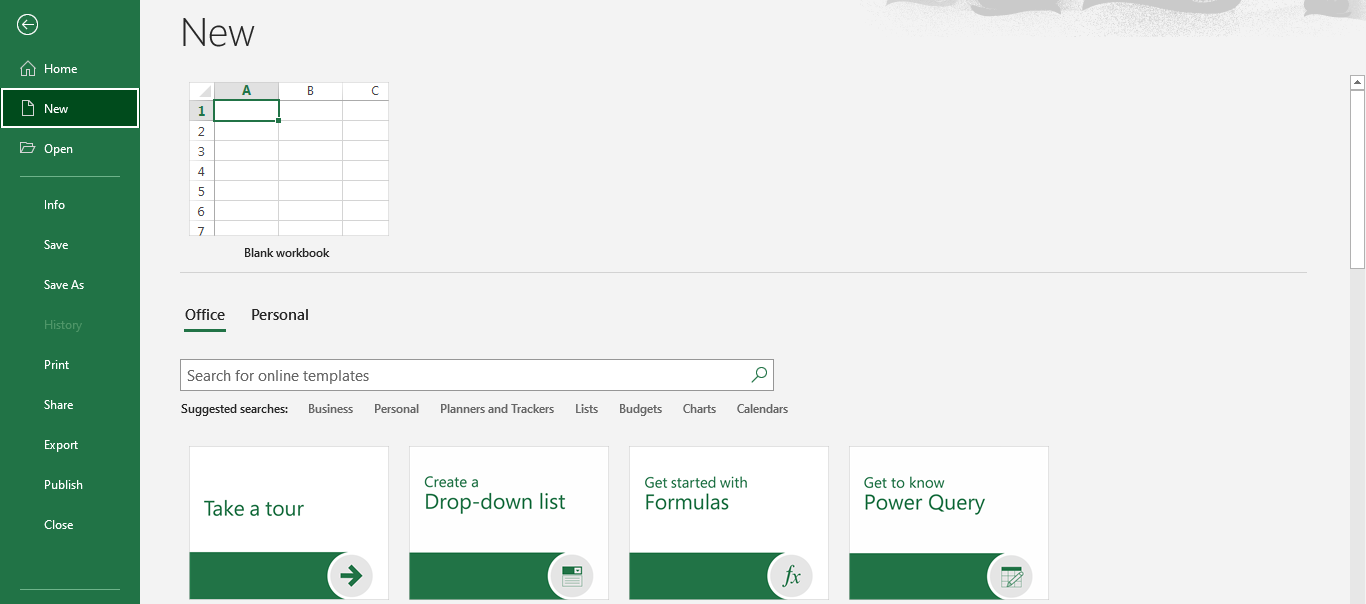 New
Home
New
Open
Info
Save
Save As
History
Print
Share
Export
Publish
Close
A B C
1
2
3
4
5
6
7
Blank workbook
Office Personal
Search for online templates
Suggested searches: Business Personal Planners and Trackers Lists Budgets Charts Calendars
Take a tour
Create a
Drop-down list
Get started with
Formulas
fx
Get to know
Power Query